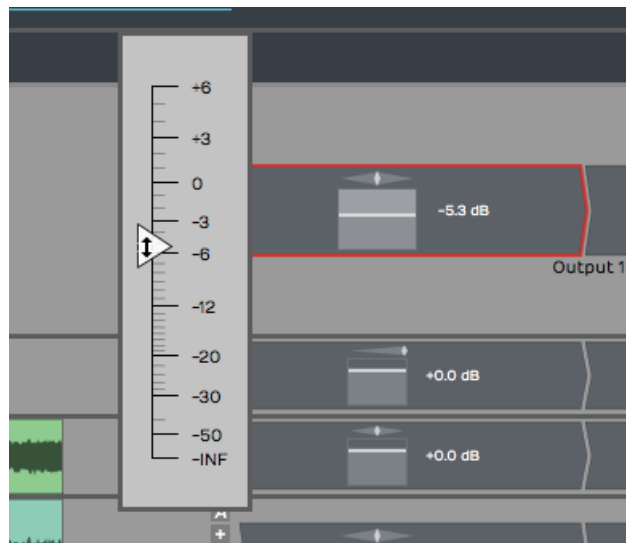 +6
+3
0
-3
-5.3 dB
-6
Output 1
-12
-20
+0.0 dB
-30
-50
+0.0 dB
-INF
A
+